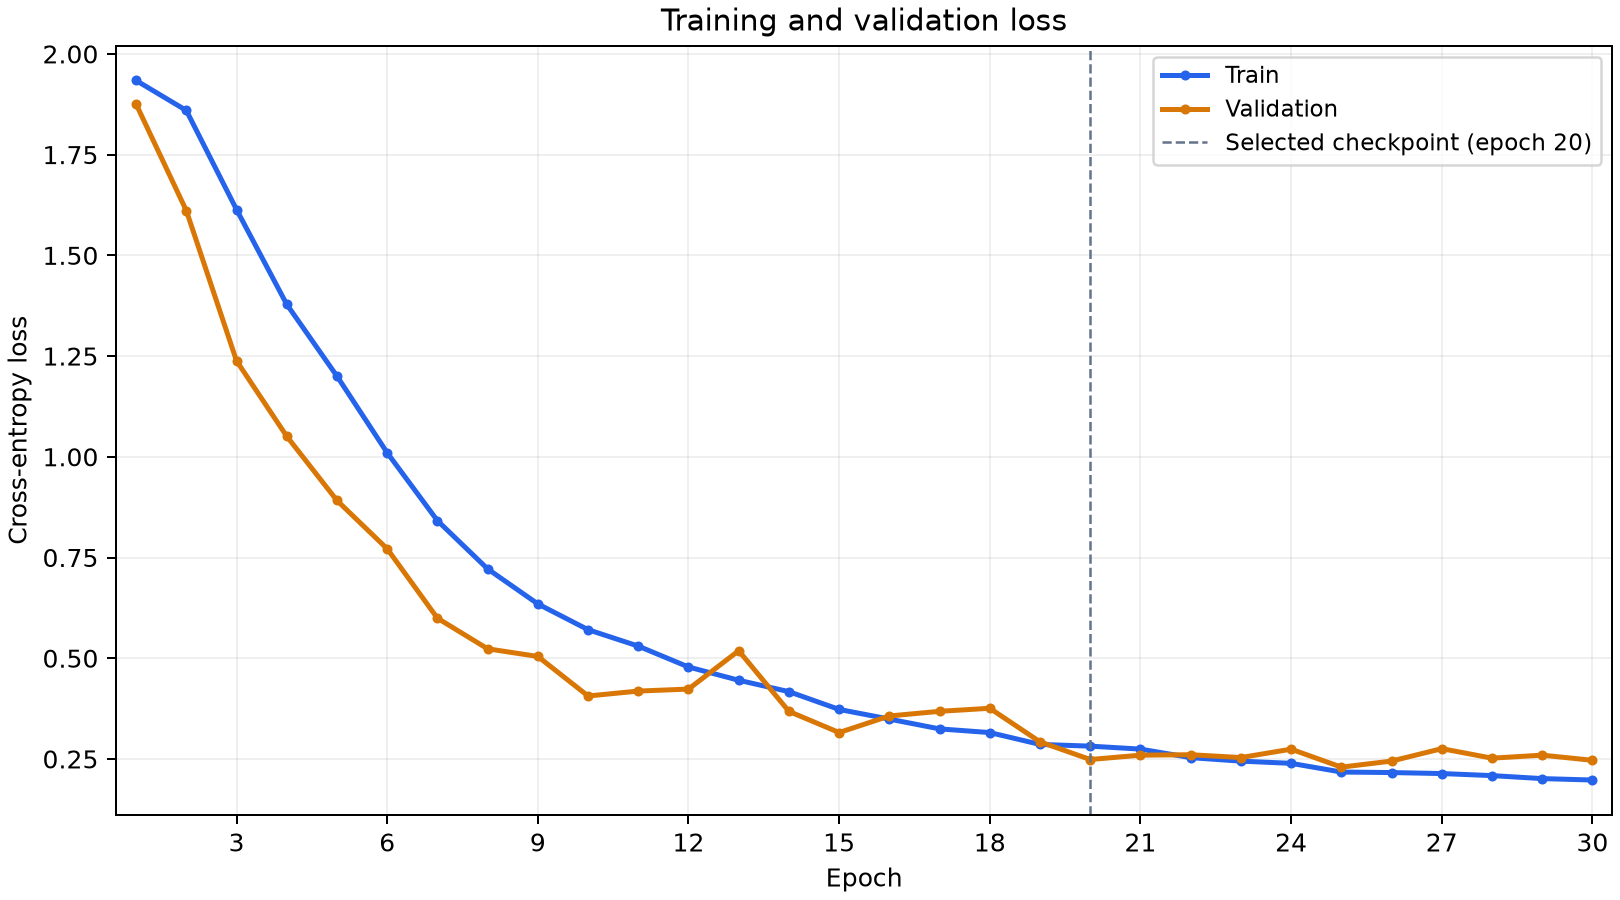 Training and validation loss
Train
Validation
Selected checkpoint (epoch 20)
Cross-entropy loss
2.00
1.75
1.50
1.25
1.00
0.75
0.50
0.25
3 6 9 12 15 18 21 24 27 30
Epoch